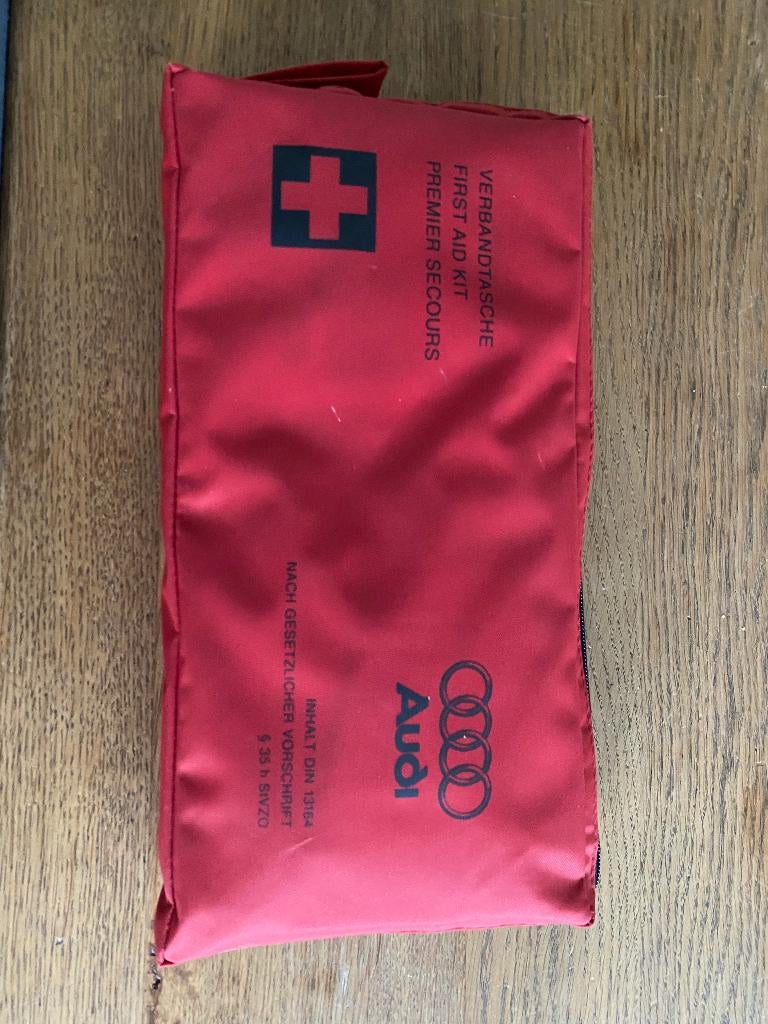 VERBANDTASCHE
FIRST AID KIT
PREMIER SECOURS
Audi
INHALT DIN 13164
NACH GESETZLICHER VORSCHRIFT
§ 35 h StVZO